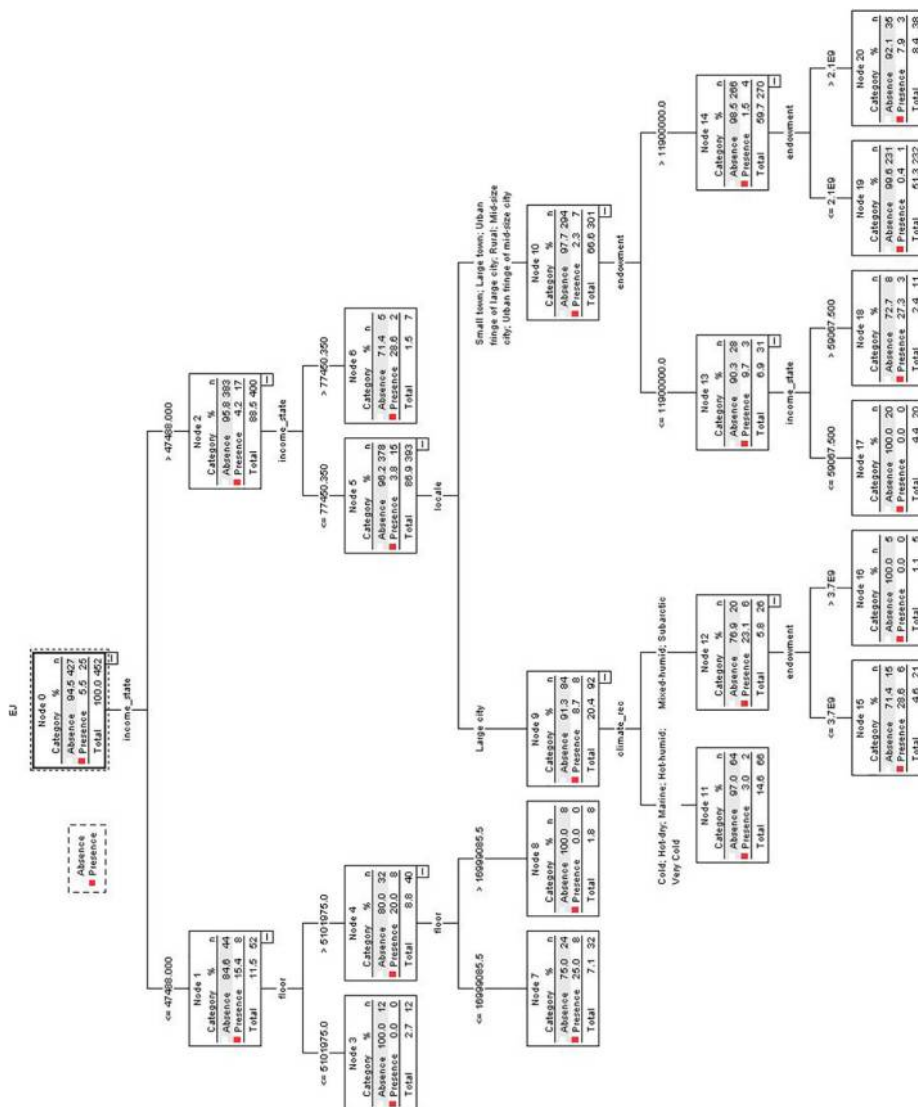 EJ
Absence
Presence
Node 0
Category % n
Absence 94.5 427
Presence 5.5 25
Total 100.0 452
income_state
<= 47488.000
> 47488.000
Node 1
Category % n
Absence 84.6 44
Presence 15.4 8
Total 11.5 52
floor
Node 2
Category % n
Absence 95.8 383
Presence 4.2 17
Total 88.5 400
income_state
<= 5101975.0
> 5101975.0
<= 77450.350
> 77450.350
Node 3
Category % n
Absence 100.0 12
Presence 0.0 0
Total 2.7 12
Node 4
Category % n
Absence 80.0 32
Presence 20.0 8
Total 8.8 40
floor
Node 5
Category % n
Absence 96.2 378
Presence 3.8 15
Total 86.9 393
locale
Node 6
Category % n
Absence 71.4 5
Presence 28.6 2
Total 1.5 7
<= 16999085.5
> 16999085.5
Large city
Small town; Large town; Urban
fringe of large city; Rural; Mid-size
city; Urban fringe of mid-size city
Node 7
Category % n
Absence 75.0 24
Presence 25.0 8
Total 7.1 32
Node 8
Category % n
Absence 100.0 8
Presence 0.0 0
Total 1.8 8
Node 9
Category % n
Absence 91.3 84
Presence 8.7 8
Total 20.4 92
climate_rec
Node 10
Category % n
Absence 97.7 294
Presence 2.3 7
Total 66.6 301
endowment
Cold; Hot-dry; Marine; Hot-humid;
Very Cold
Mixed-humid; Subarctic
<= 11900000.0
> 11900000.0
Node 11
Category % n
Absence 97.0 64
Presence 3.0 2
Total 14.6 66
Node 12
Category % n
Absence 76.9 20
Presence 23.1 6
Total 5.8 26
endowment
Node 13
Category % n
Absence 90.3 28
Presence 9.7 3
Total 6.9 31
income_state
Node 14
Category % n
Absence 98.5 266
Presence 1.5 4
Total 59.7 270
endowment
<= 3.7E9
> 3.7E9
<= 59067.500
> 59067.500
<= 2.1E9
> 2.1E9
Node 15
Category % n
Absence 71.4 15
Presence 28.6 6
Total 4.6 21
Node 16
Category % n
Absence 100.0 5
Presence 0.0 0
Total 1.1 5
Node 17
Category % n
Absence 100.0 20
Presence 0.0 0
Total 4.4 20
Node 18
Category % n
Absence 72.7 8
Presence 27.3 3
Total 2.4 11
Node 19
Category % n
Absence 99.6 231
Presence 0.4 1
Total 51.3 232
Node 20
Category % n
Absence 92.1 35
Presence 7.9 3
Total 8.4 38